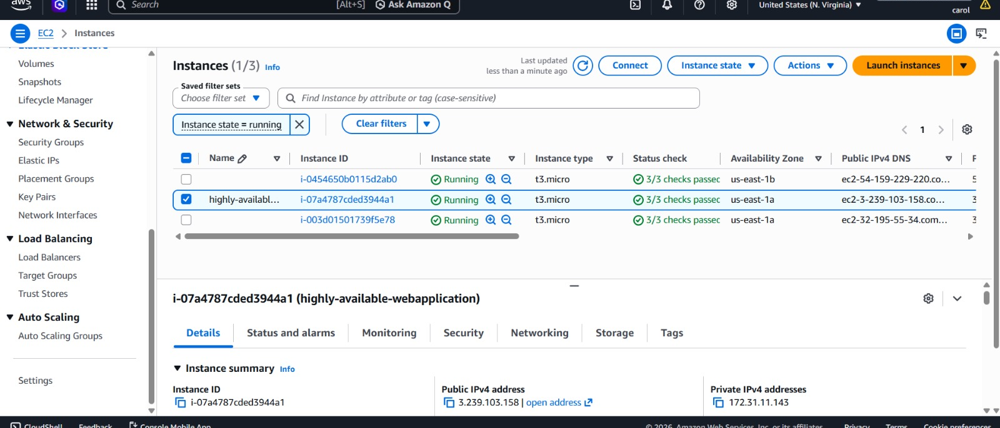 aws
Search [Alt+S] Ask Amazon Q
United States (N. Virginia)
carol
EC2 > Instances
Elastic Block Store
Volumes
Snapshots
Lifecycle Manager
Network & Security
Security Groups
Elastic IPs
Placement Groups
Key Pairs
Network Interfaces
Load Balancing
Load Balancers
Target Groups
Trust Stores
Auto Scaling
Auto Scaling Groups
Settings
Instances (1/3) Info
Last updated
less than a minute ago
Connect
Instance state
Actions
Launch instances
Saved filter sets
Choose filter set
Find Instance by attribute or tag (case-sensitive)
Instance state = running
Clear filters
1
Name Instance ID Instance state Instance type Status check Availability Zone Public IPv4 DNS P
i-0454650b0115d2ab0 Running t3.micro 3/3 checks passec us-east-1b ec2-54-159-229-220.co... 5
highly-availabl... i-07a4787cded3944a1 Running t3.micro 3/3 checks passec us-east-1a ec2-3-239-103-158.co... 3
i-003d01501739f5e78 Running t3.micro 3/3 checks passec us-east-1a ec2-32-195-55-34.com... 3
i-07a4787cded3944a1 (highly-available-webapplication)
Details Status and alarms Monitoring Security Networking Storage Tags
Instance summary Info
Instance ID
i-07a4787cded3944a1
Public IPv4 address
3.239.103.158 | open address
Private IPv4 addresses
172.31.11.143
CloudShell Feedback Console Mobile App
© 2026, Amazon Web Services, Inc. or its affiliates. Privacy Terms Cookie preferences